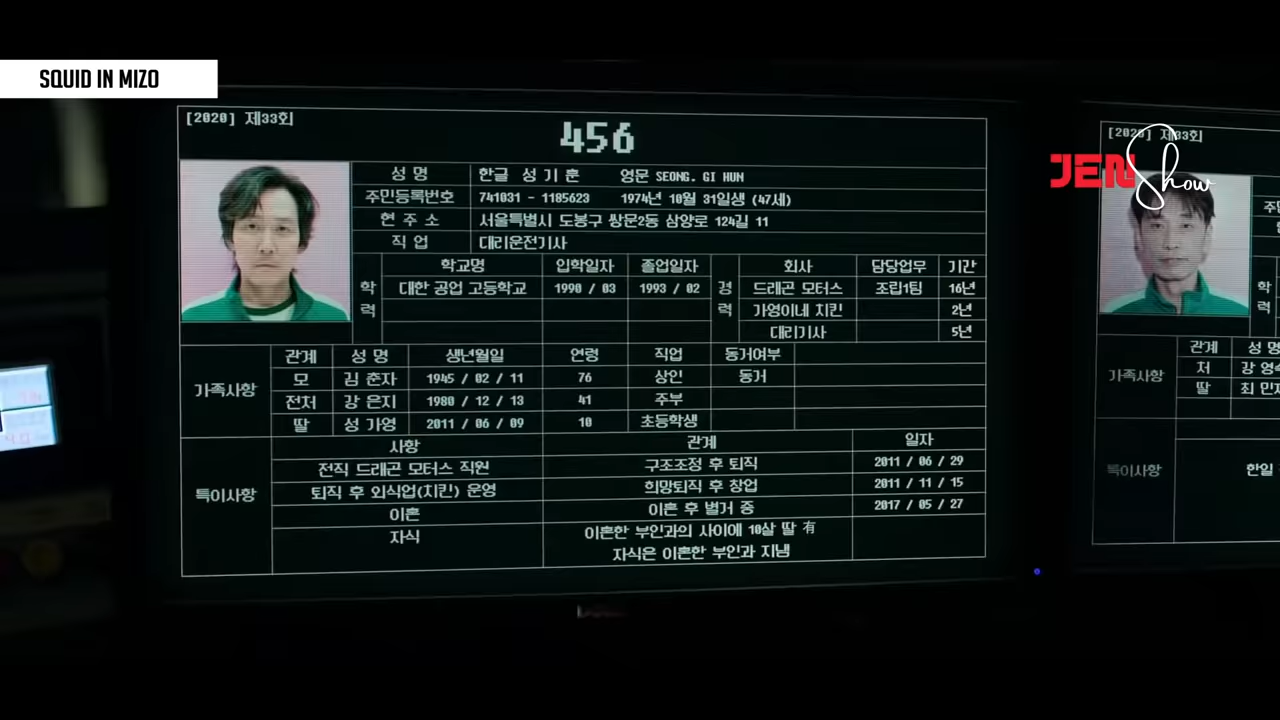 SQUID IN MIZO
JEN Show
[2020] 제33회
456
성 명 한글 성 기 훈 영문 SEONG. GI HUN
주민등록번호 741031 - 1185623 1974년 10월 31일생 (47세)
현 주 소 서울특별시 도봉구 쌍문2동 삼양로 124길 11
직 업 대리운전기사
학력 학교명 입학일자 졸업일자 경력 회사 담당업무 기간
대한 공업 고등학교 1990 / 03 1993 / 02 드래곤 모터스 조립1팀 16년
가영이네 치킨 2년
대리기사 5년
가족사항 관계 성 명 생년월일 연령 직업 동거여부
모 김 춘자 1945 / 02 / 11 76 상인 동거
전처 강 은지 1980 / 12 / 13 41 주부
딸 성 가영 2011 / 06 / 09 10 초등학생
특이사항 사항 관계 일자
전직 드래곤 모터스 직원 구조조정 후 퇴직 2011 / 06 / 29
퇴직 후 외식업(치킨) 운영 희망퇴직 후 창업 2011 / 11 / 15
이혼 이혼 후 별거 중 2017 / 05 / 27
자식 이혼한 부인과의 사이에 10살 딸 有
자식은 이혼한 부인과 지냄
[2020] 제33회
학력
가족사항 관계
처 강
딸 최
특이사항 한일